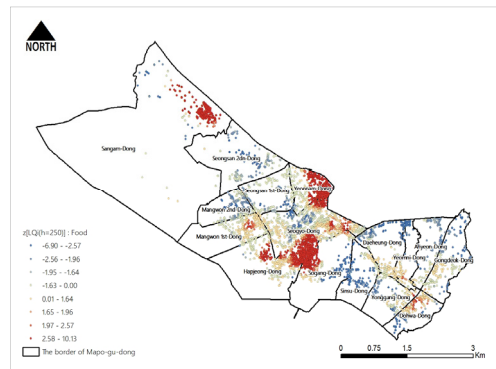 NORTH
Sangam-Dong
Seongsan 2dn-Dong
Seongsan 1st-Dong
Yeonnam-Dong
Mangwon 2nd-Dong
Mangwon 1st-Dong
Seogyo-Dong
Hapjeong-Dong
Sogang-Dong
Daeheung-Dong
Ahyeon-Dong
Yeomni-Dong
Gongdeok-Dong
Sinsu-Dong
Yonggang-Dong
Dohwa-Dong
z[LQi(h=250)] : Food
-6.90 - -2.57
-2.56 - -1.96
-1.95 - -1.64
-1.63 - 0.00
0.01 - 1.64
1.65 - 1.96
1.97 - 2.57
2.58 - 10.13
The border of Mapo-gu-dong
0 0.75 1.5 3
Km